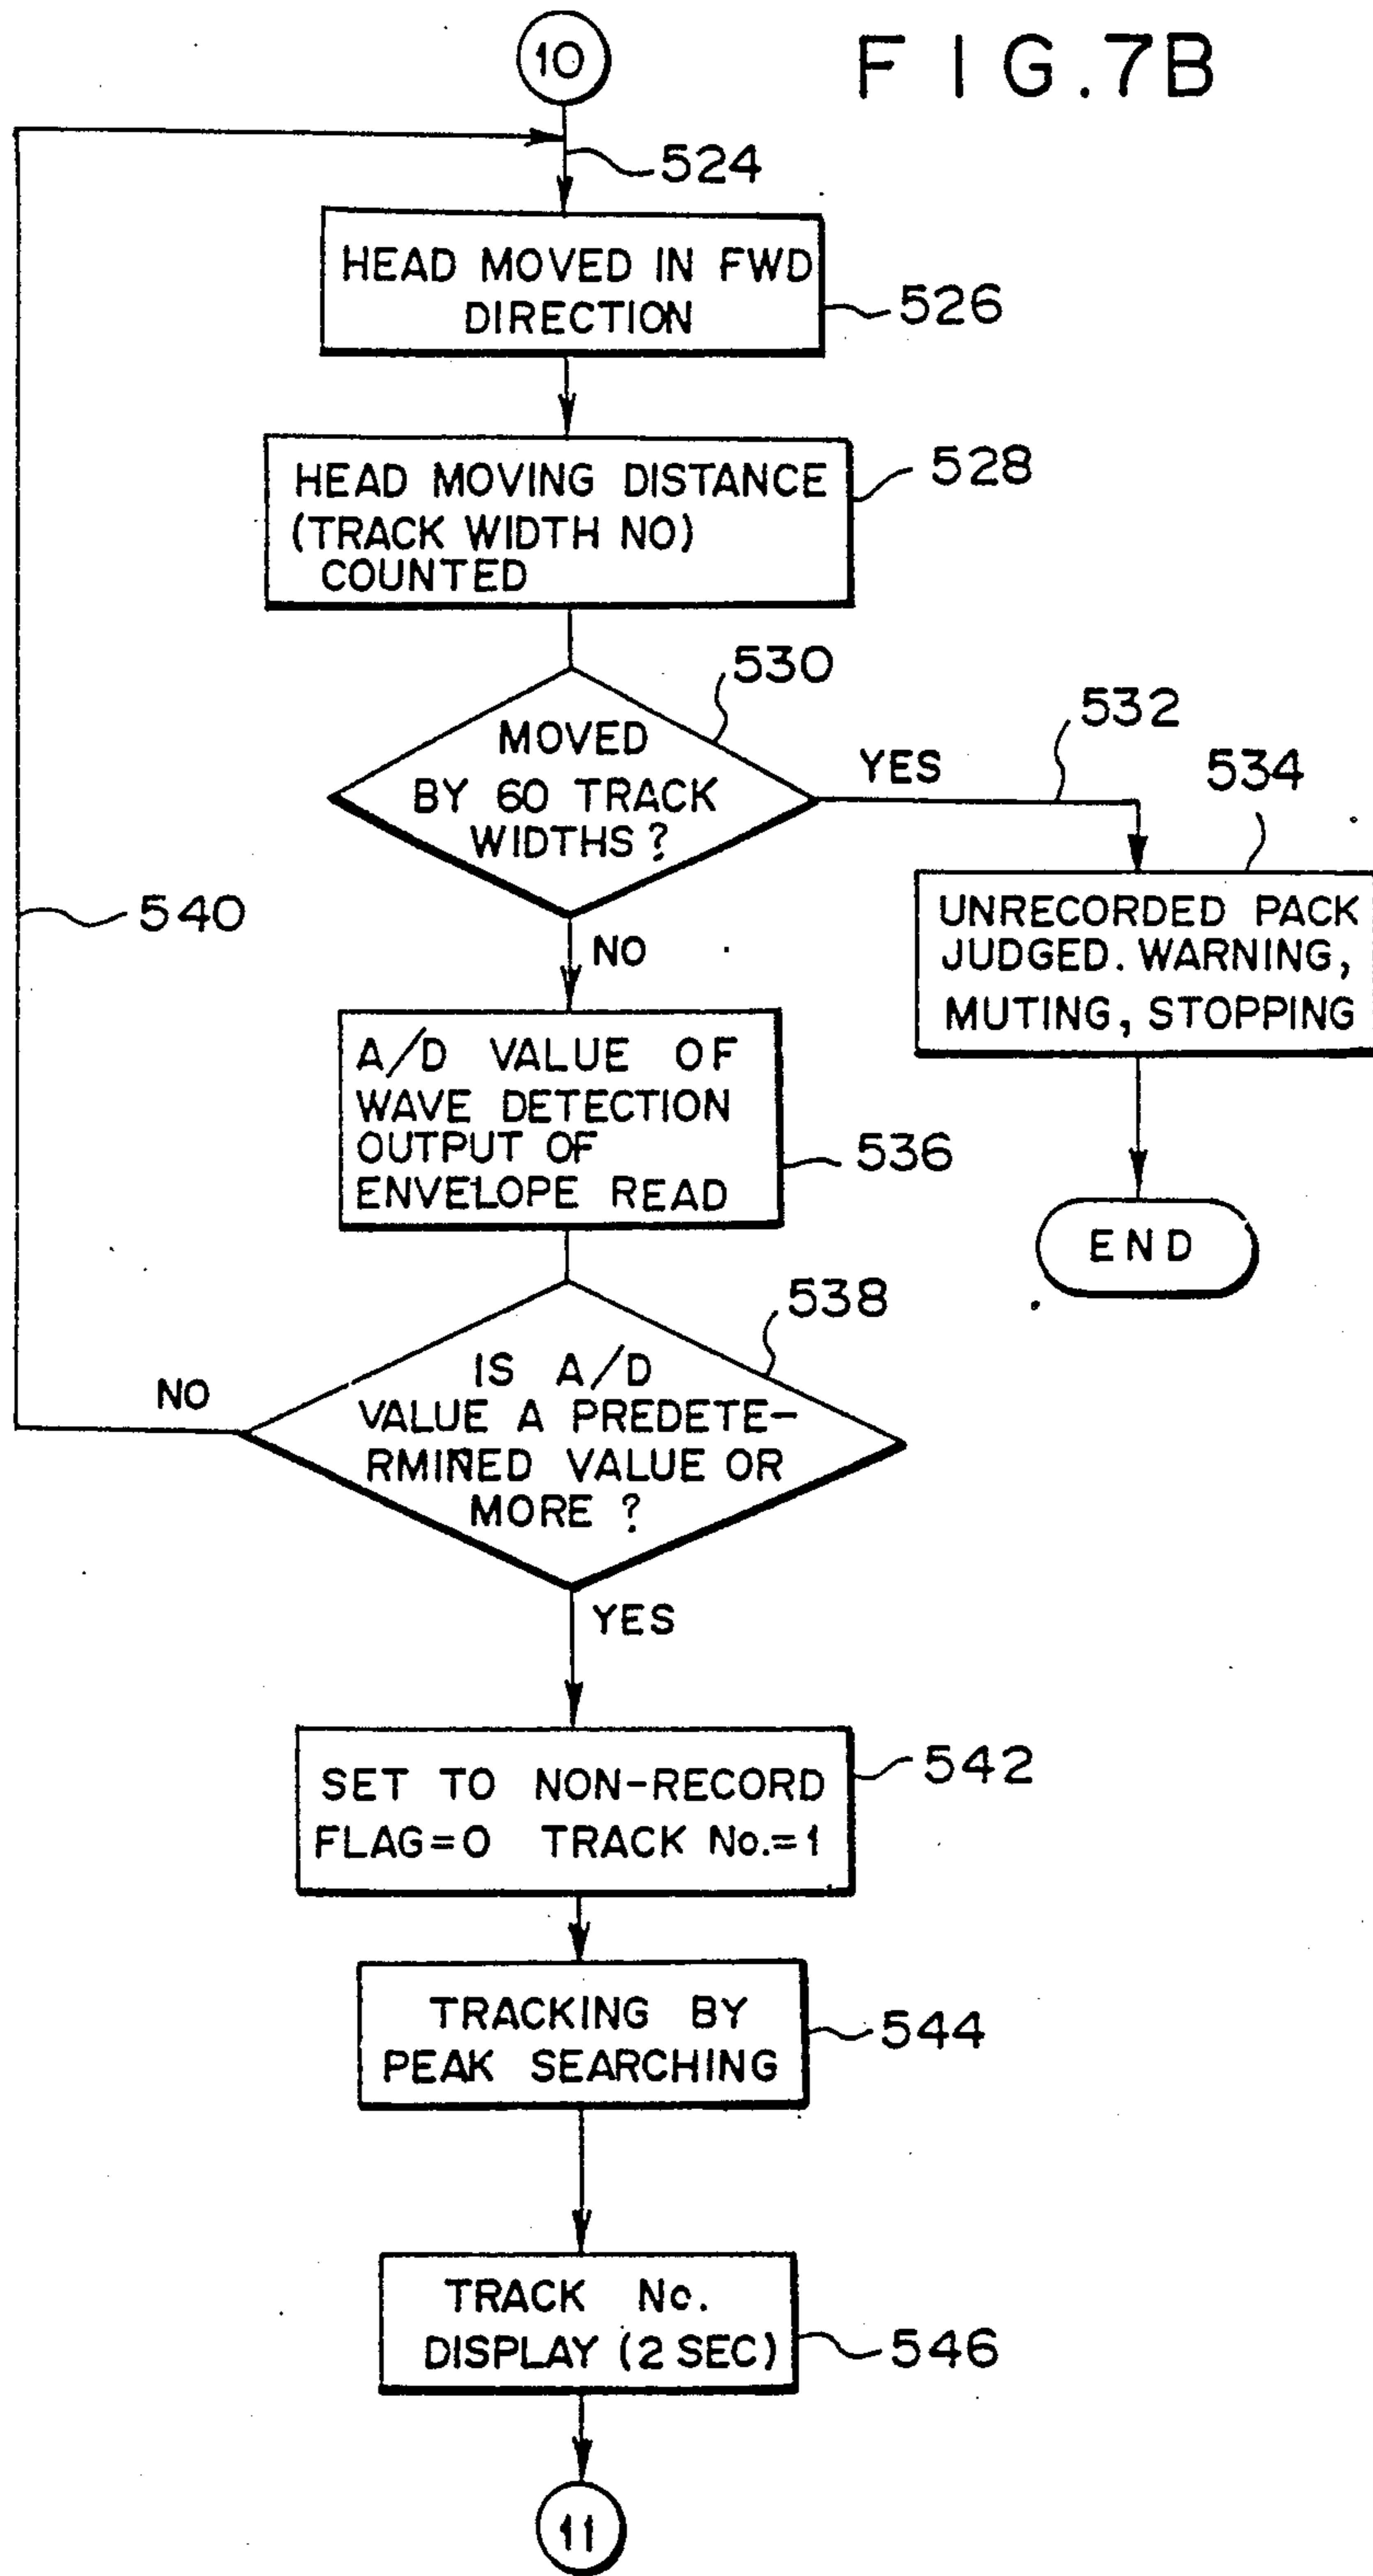 10
FIG.7B
524
HEAD MOVED IN FWD
DIRECTION
526
HEAD MOVING DISTANCE
(TRACK WIDTH NO)
COUNTED
528
530
MOVED
BY 60 TRACK
WIDTHS?
YES
532
534
UNRECORDED PACK
JUDGED. WARNING,
MUTING, STOPPING
END
540
NO
A/D VALUE OF
WAVE DETECTION
OUTPUT OF
ENVELOPE READ
536
538
IS A/D
VALUE A PREDETE-
RMINED VALUE OR
MORE ?
NO
YES
SET TO NON-RECORD
FLAG=0 TRACK No.=1
542
TRACKING BY
PEAK SEARCHING
544
TRACK No.
DISPLAY (2 SEC)
546
11